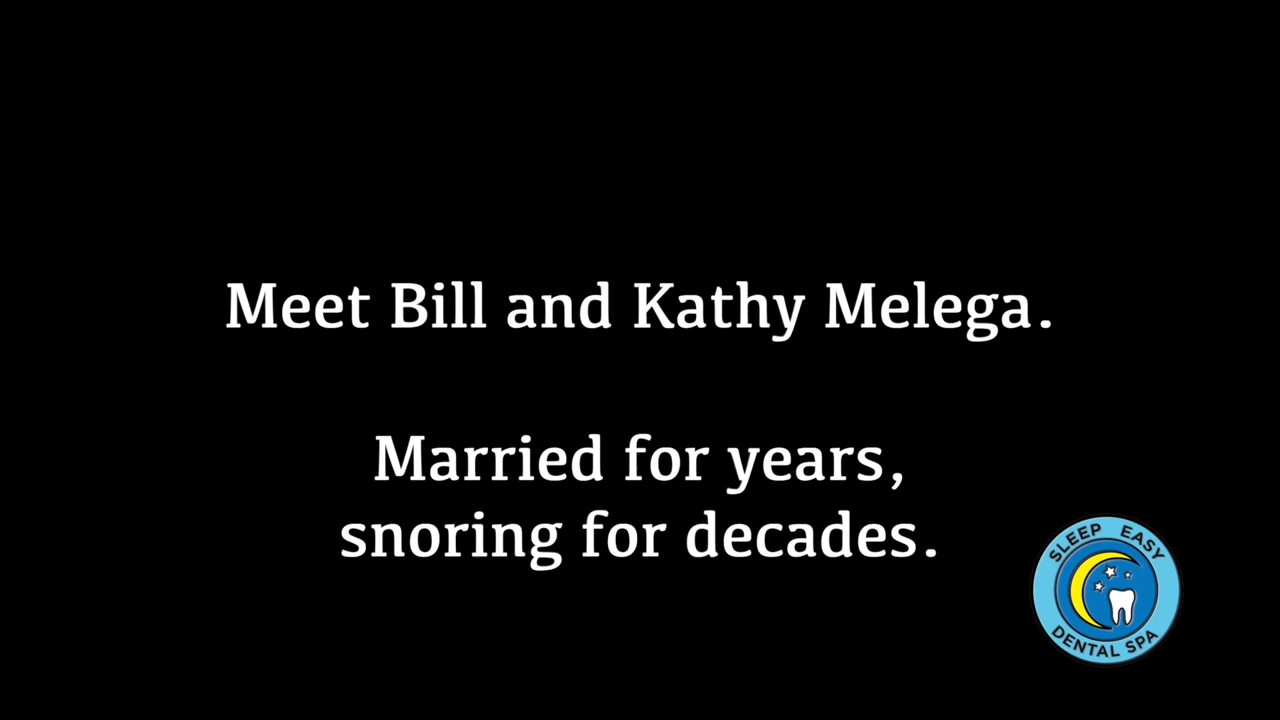 Meet Bill and Kathy Melega.
Married for years,
snoring for decades.
SLEEP EASY
DENTAL SPA